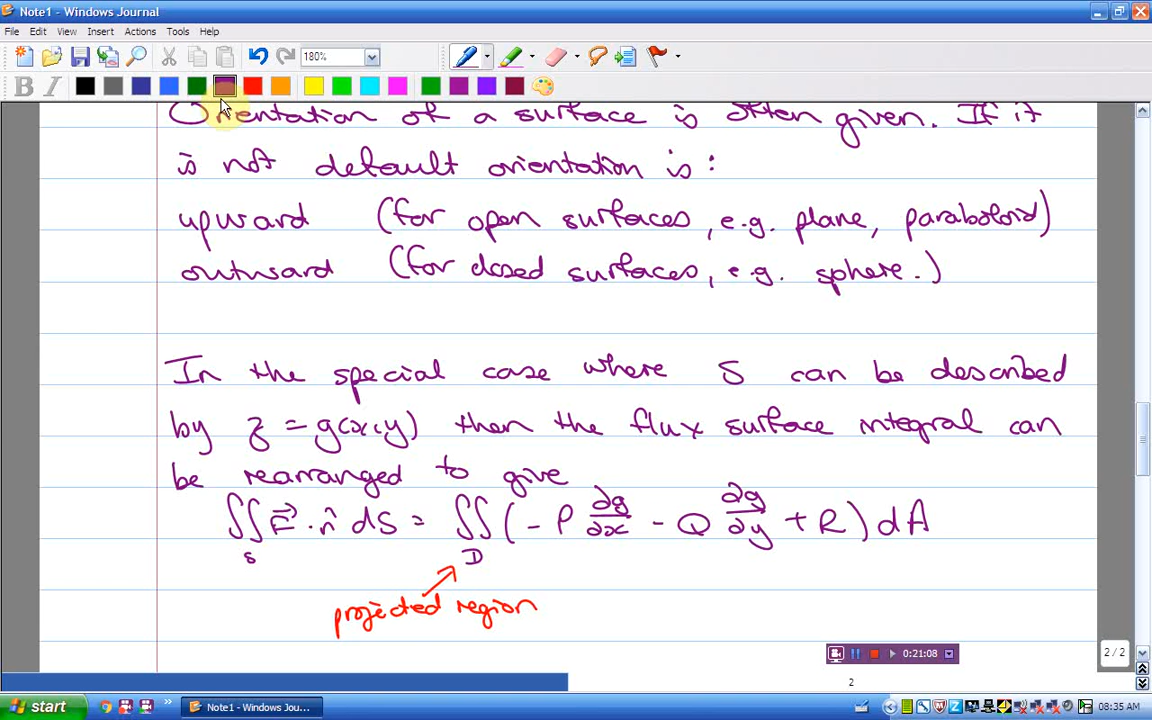 Note1 - Windows Journal
File Edit View Insert Actions Tools Help
180%
B I
Orientation of a surface is often given. If it
is not default orientation is :
upward (for open surfaces, e.g. plane, paraboloid)
outward (for closed surfaces, e.g. sphere.)
In the special case where S can be described
by z = g(x,y) then the flux surface integral can
be rearranged to give
∬_S F⃗ · n̂ dS = ∬_D (- P ∂g/∂x - Q ∂g/∂y + R) dA
projected region
0:21:08
2 / 2
2
start
Windows Jou...
08:35 AM